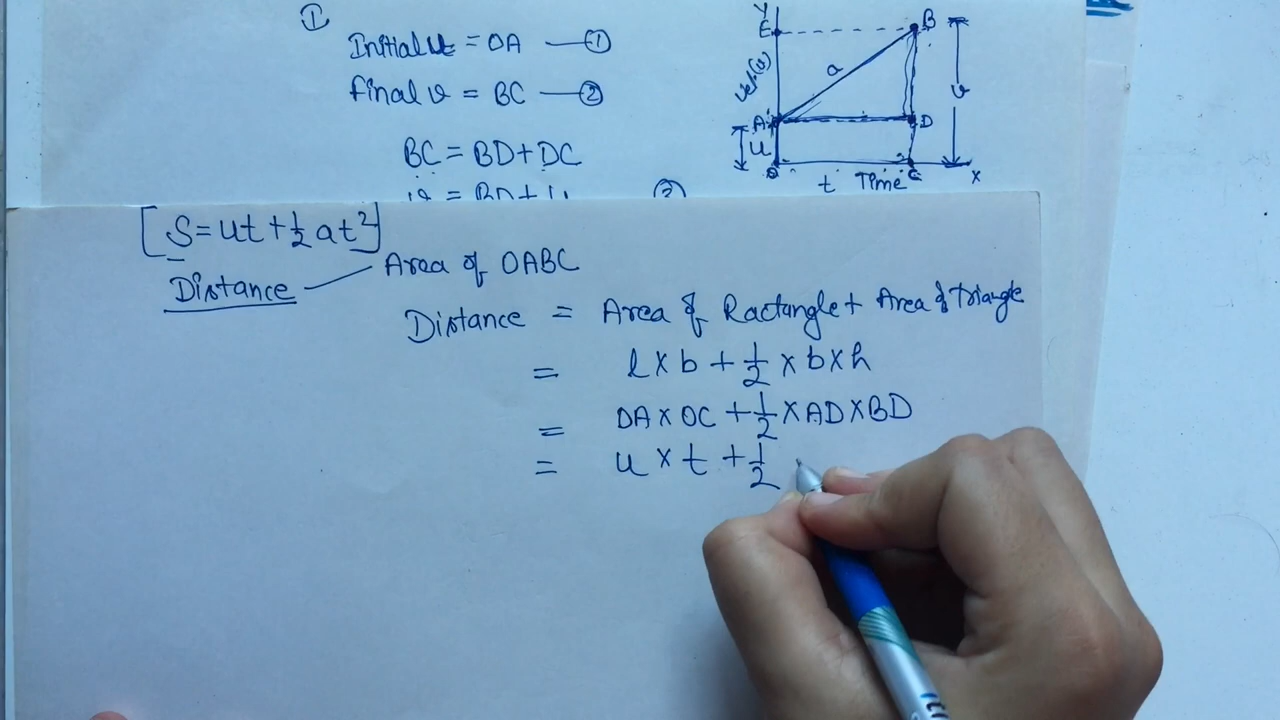 ①
Initial u = OA — ①
final v = BC — ②
BC = BD + DC
[S = ut + 1/2 at²]
Distance — Area of OABC
Distance = Area of Ractangle + Area of Triangle
= l × b + 1/2 × b × h
= OA × OC + 1/2 × AD × BD
= u × t + 1/2
Y
E B
a
v
A D
u
O C X
t Time